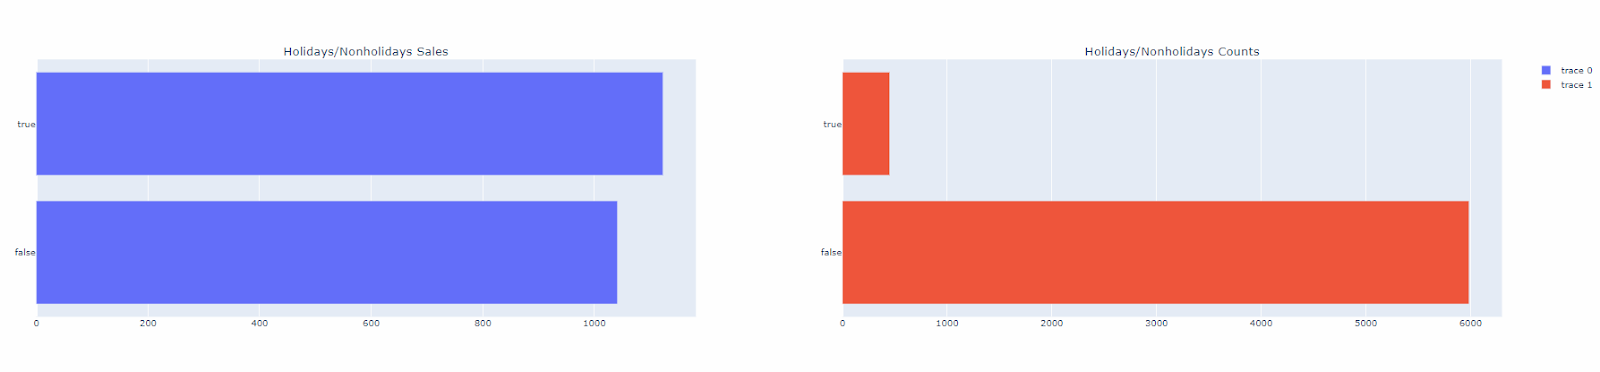 Holidays/Nonholidays Sales
true
false
0 200 400 600 800 1000
Holidays/Nonholidays Counts
true
false
0 1000 2000 3000 4000 5000 6000
trace 0
trace 1